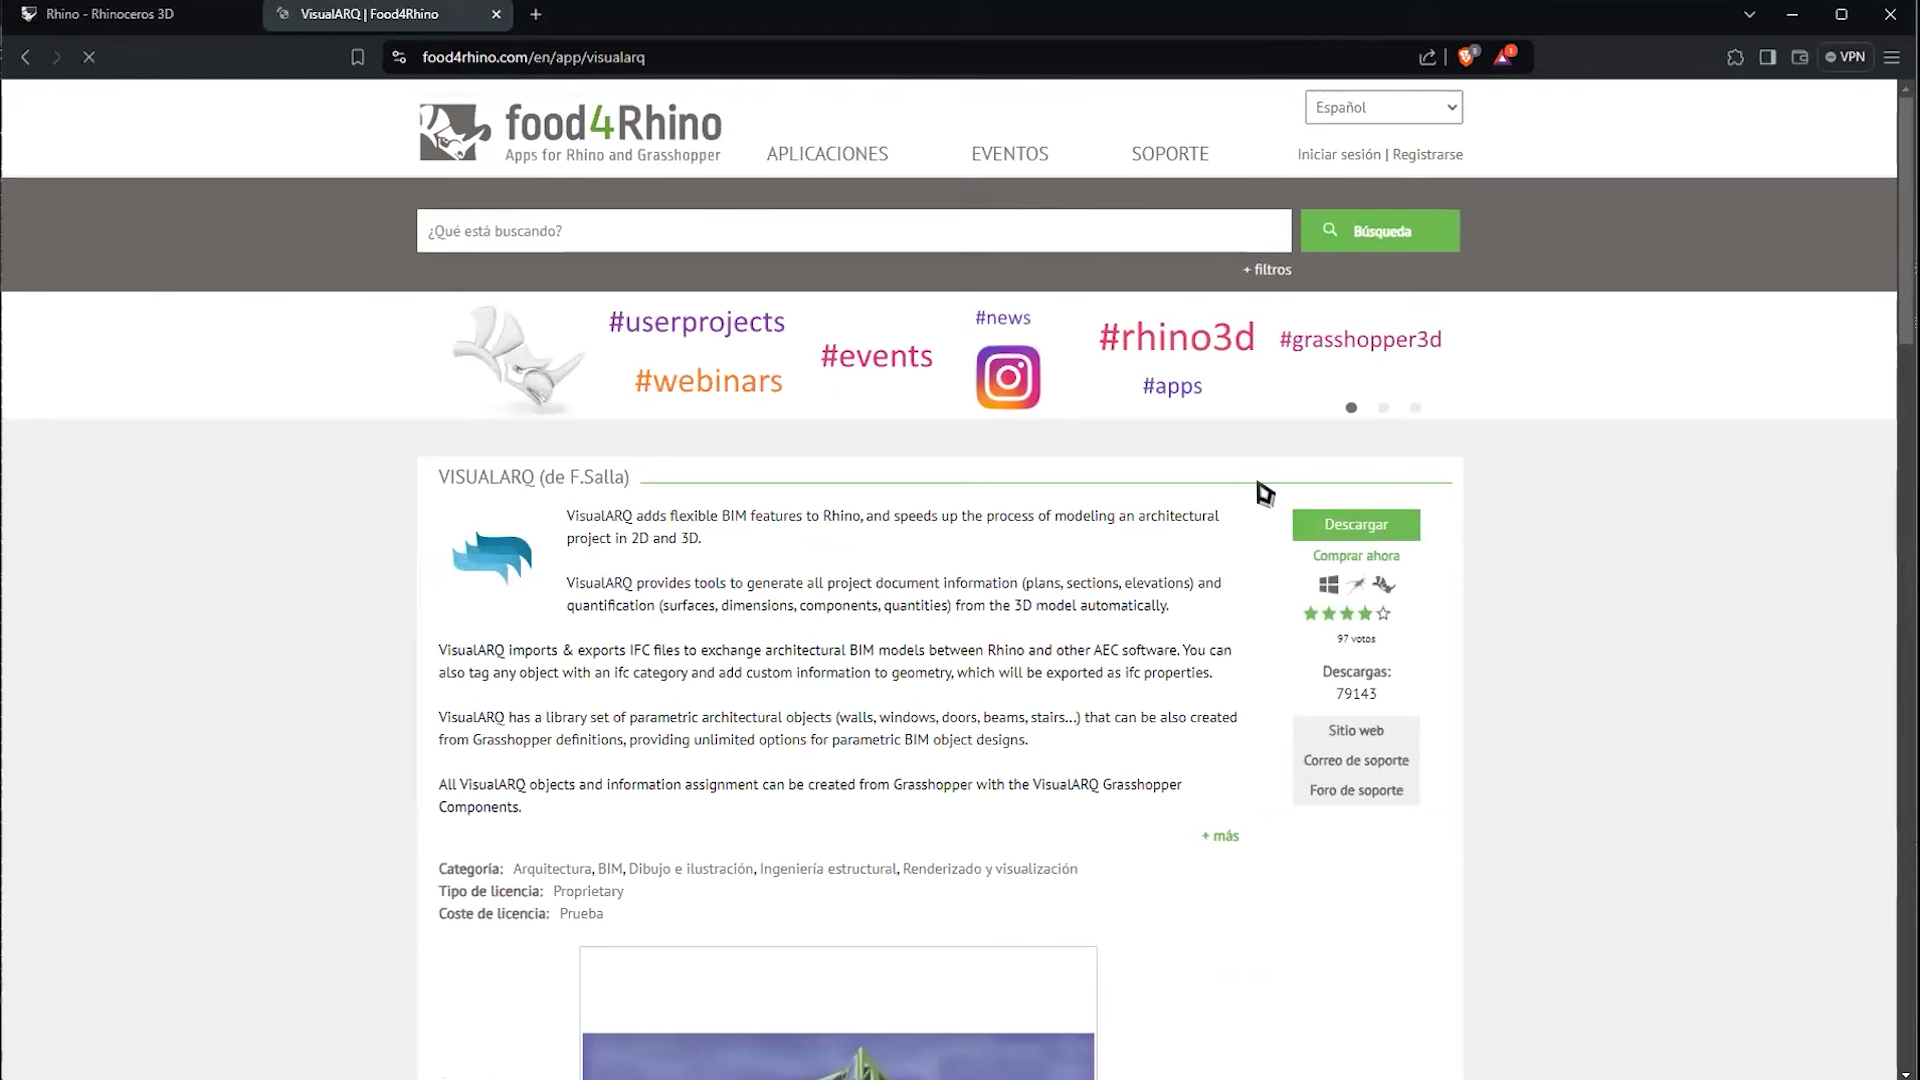 Rhino - Rhinoceros 3D
VisualARQ | Food4Rhino
food4rhino.com/en/app/visualarq
VPN
food4Rhino
Apps for Rhino and Grasshopper
APLICACIONES
EVENTOS
SOPORTE
Español
Iniciar sesión | Registrarse
¿Qué está buscando?
Búsqueda
+ filtros
#userprojects
#webinars
#events
#news
#rhino3d
#apps
#grasshopper3d
VISUALARQ (de F.Salla)
VisualARQ adds flexible BIM features to Rhino, and speeds up the process of modeling an architectural
project in 2D and 3D.
VisualARQ provides tools to generate all project document information (plans, sections, elevations) and
quantification (surfaces, dimensions, components, quantities) from the 3D model automatically.
VisualARQ imports & exports IFC files to exchange architectural BIM models between Rhino and other AEC software. You can
also tag any object with an ifc category and add custom information to geometry, which will be exported as ifc properties.
VisualARQ has a library set of parametric architectural objects (walls, windows, doors, beams, stairs...) that can be also created
from Grasshopper definitions, providing unlimited options for parametric BIM object designs.
All VisualARQ objects and information assignment can be created from Grasshopper with the VisualARQ Grasshopper
Components.
+ más
Descargar
Comprar ahora
97 votos
Descargas:
79143
Sitio web
Correo de soporte
Foro de soporte
Categoría: Arquitectura, BIM, Dibujo e ilustración, Ingeniería estructural, Renderizado y visualización
Tipo de licencia: Proprietary
Coste de licencia: Prueba